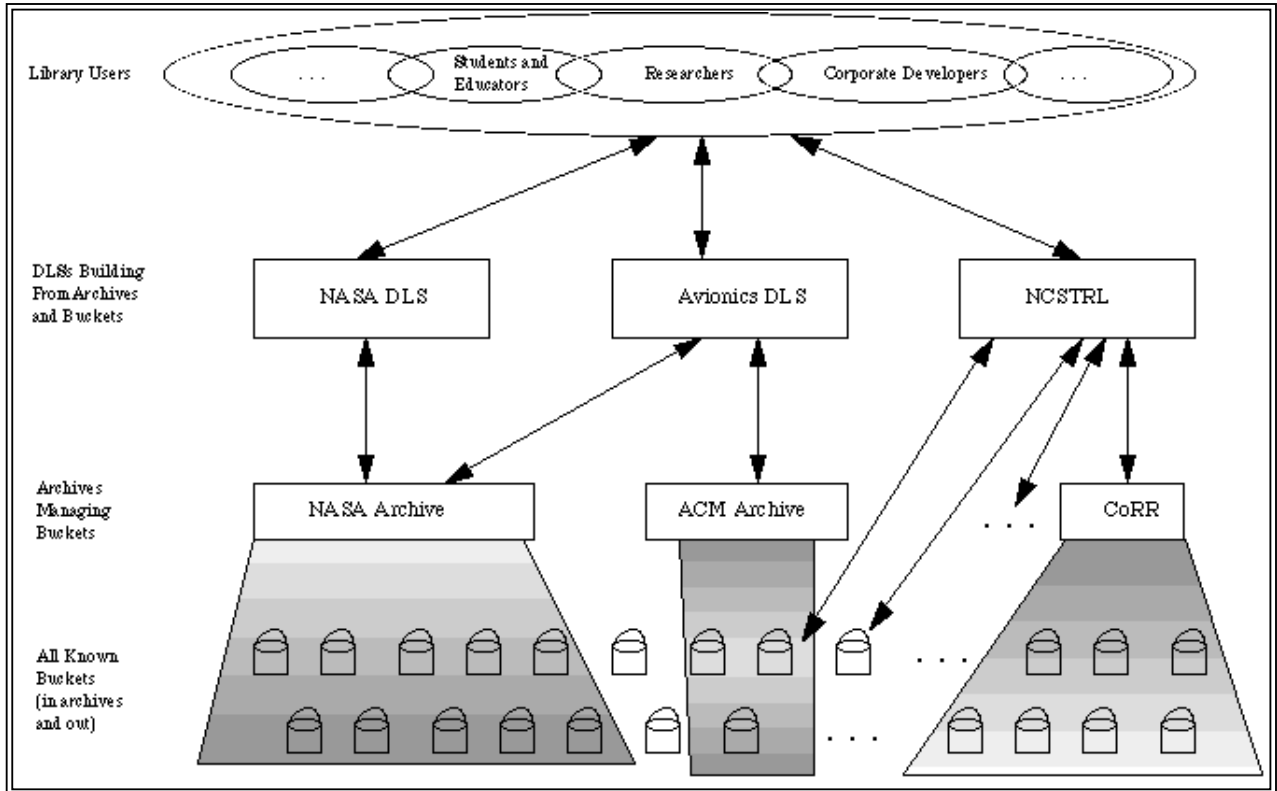 Library Users
. . .
Students and
Educators
Researchers
Corporate Developers
. . .
DLSs Building
From Archives
and Buckets
NASA DLS
Avionics DLS
NCSTRL
Archives
Managing
Buckets
NASA Archive
ACM Archive
. . .
CoRR
All Known
Buckets
(in archives
and out)
. . .
. . .